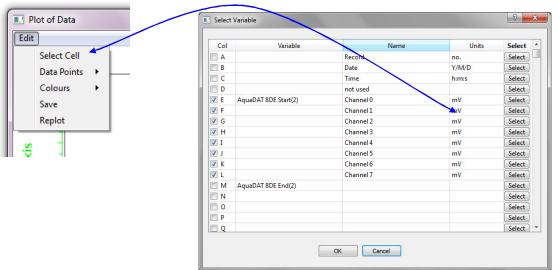 Plot of Data
Edit
Select Cell
Data Points
Colours
Save
Replot
Select Variable
Col Variable Name Units Select
A Record no. Select
B Date Y/M/D Select
C Time h:m:s Select
D not used Select
E AquaDAT 8DE Start(2) Channel 0 mV Select
F Channel 1 mV Select
G Channel 2 mV Select
H Channel 3 mV Select
I Channel 4 mV Select
J Channel 5 mV Select
K Channel 6 mV Select
L Channel 7 mV Select
M AquaDAT 8DE End(2) Select
N Select
O Select
P Select
Q Select
OK Cancel